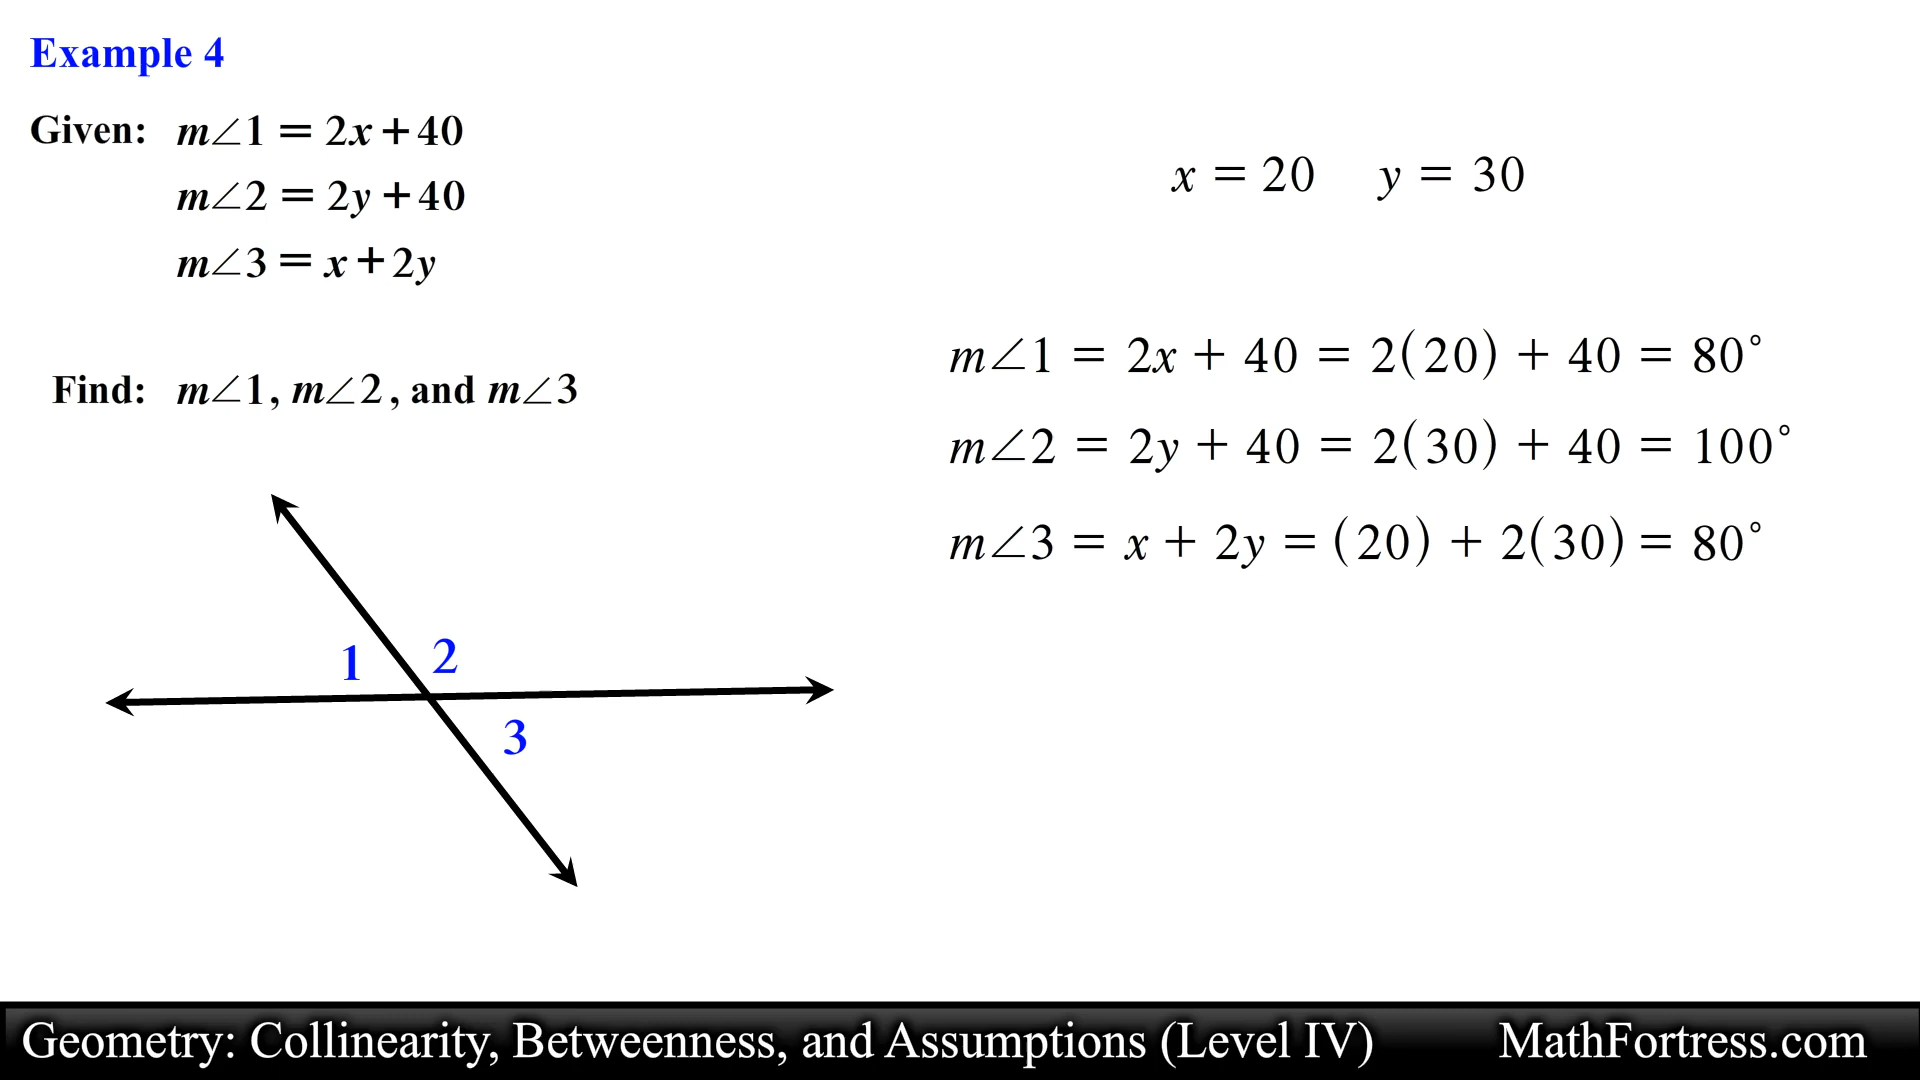 Example 4
Given: m∠1 = 2x + 40
m∠2 = 2y + 40
m∠3 = x + 2y
Find: m∠1, m∠2, and m∠3
1
2
3
x = 20 y = 30
m∠1 = 2x + 40 = 2(20) + 40 = 80°
m∠2 = 2y + 40 = 2(30) + 40 = 100°
m∠3 = x + 2y = (20) + 2(30) = 80°
Geometry: Collinearity, Betweenness, and Assumptions (Level IV) MathFortress.com